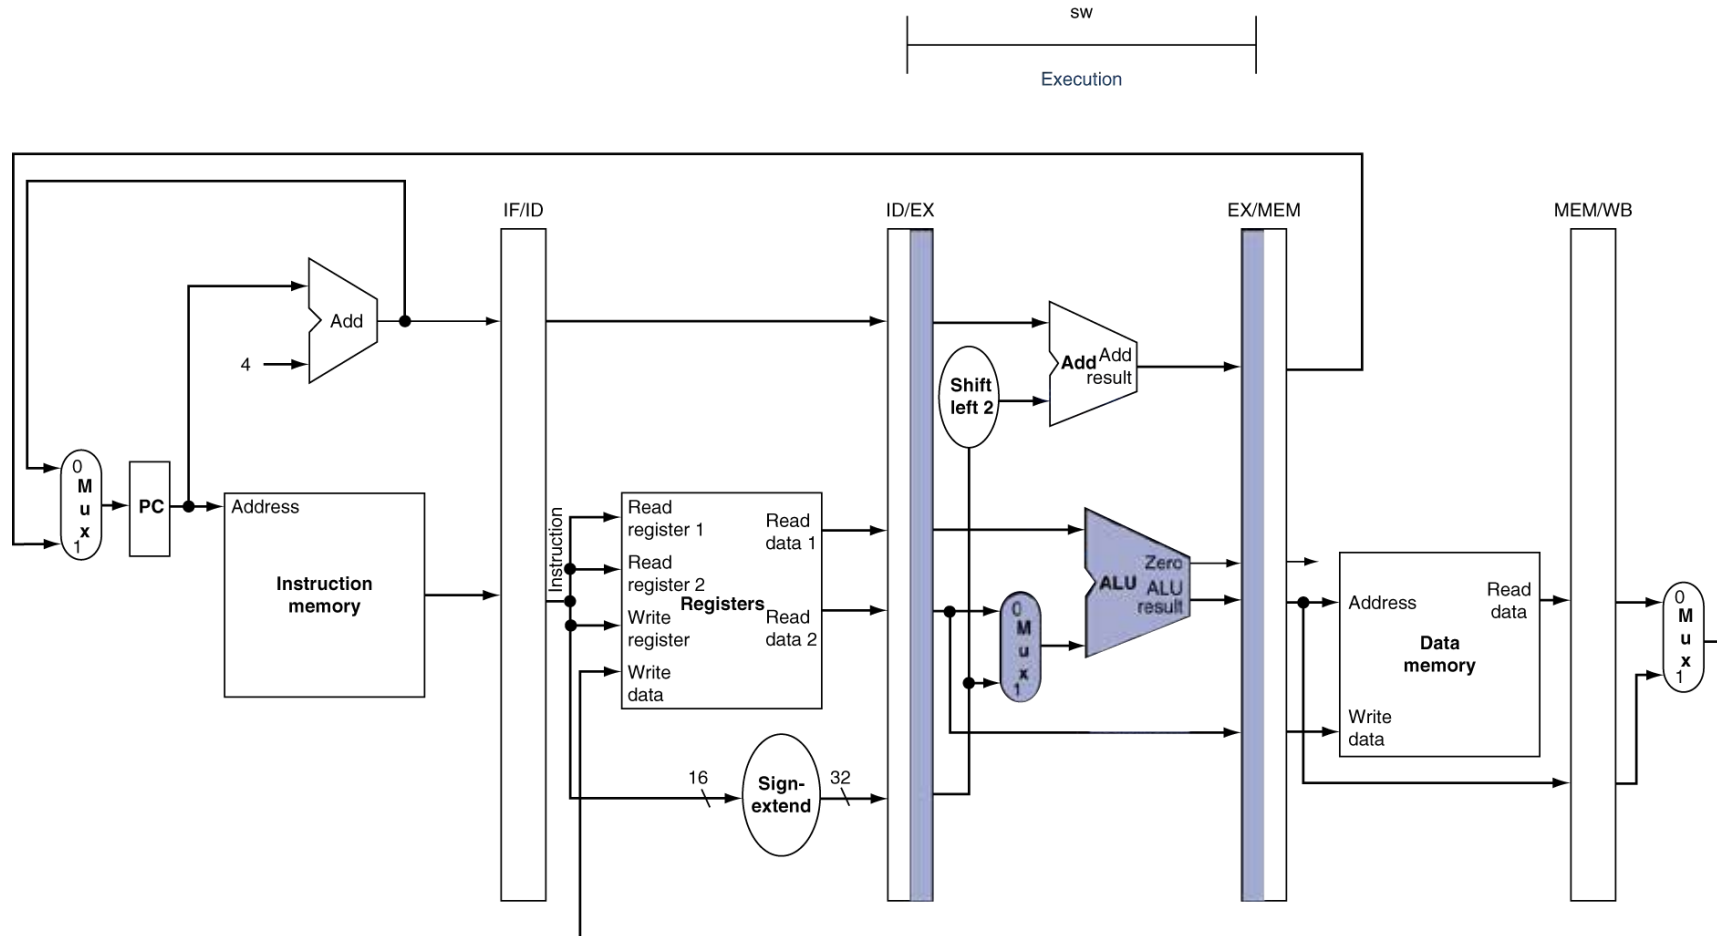 sw
Execution
IF/ID
ID/EX
EX/MEM
MEM/WB
Add
4
Shift
left 2
Add
Add
result
0
M
u
x
1
PC
Address
Instruction
memory
Instruction
Read
register 1
Read
register 2
Write
register
Write
data
Registers
Read
data 1
Read
data 2
16
Sign-
extend
32
0
M
u
x
1
ALU
Zero
ALU
result
Address
Read
data
Data
memory
Write
data
0
M
u
x
1